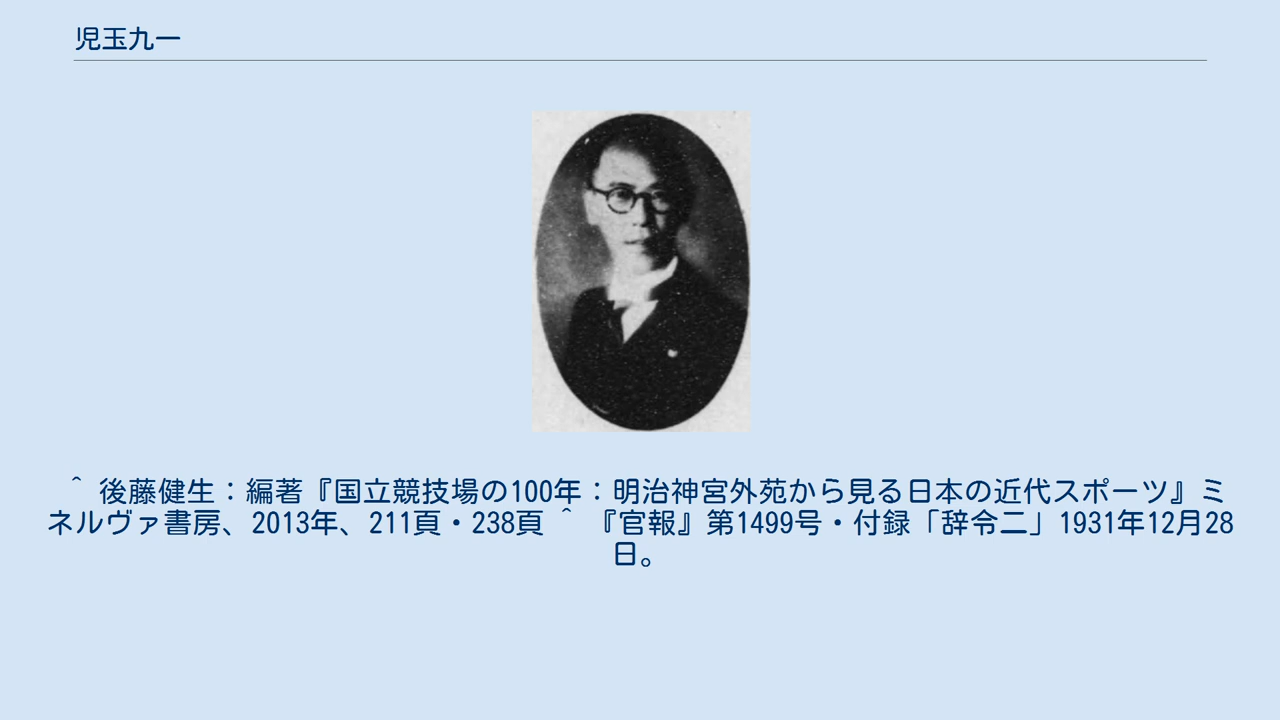 児玉九一
＾ 後藤健生：編著『国立競技場の100年：明治神宮外苑から見る日本の近代スポーツ』ミ
ネルヴァ書房、2013年、211頁・238頁 ＾ 『官報』第1499号・付録「辞令二」1931年12月28
日。